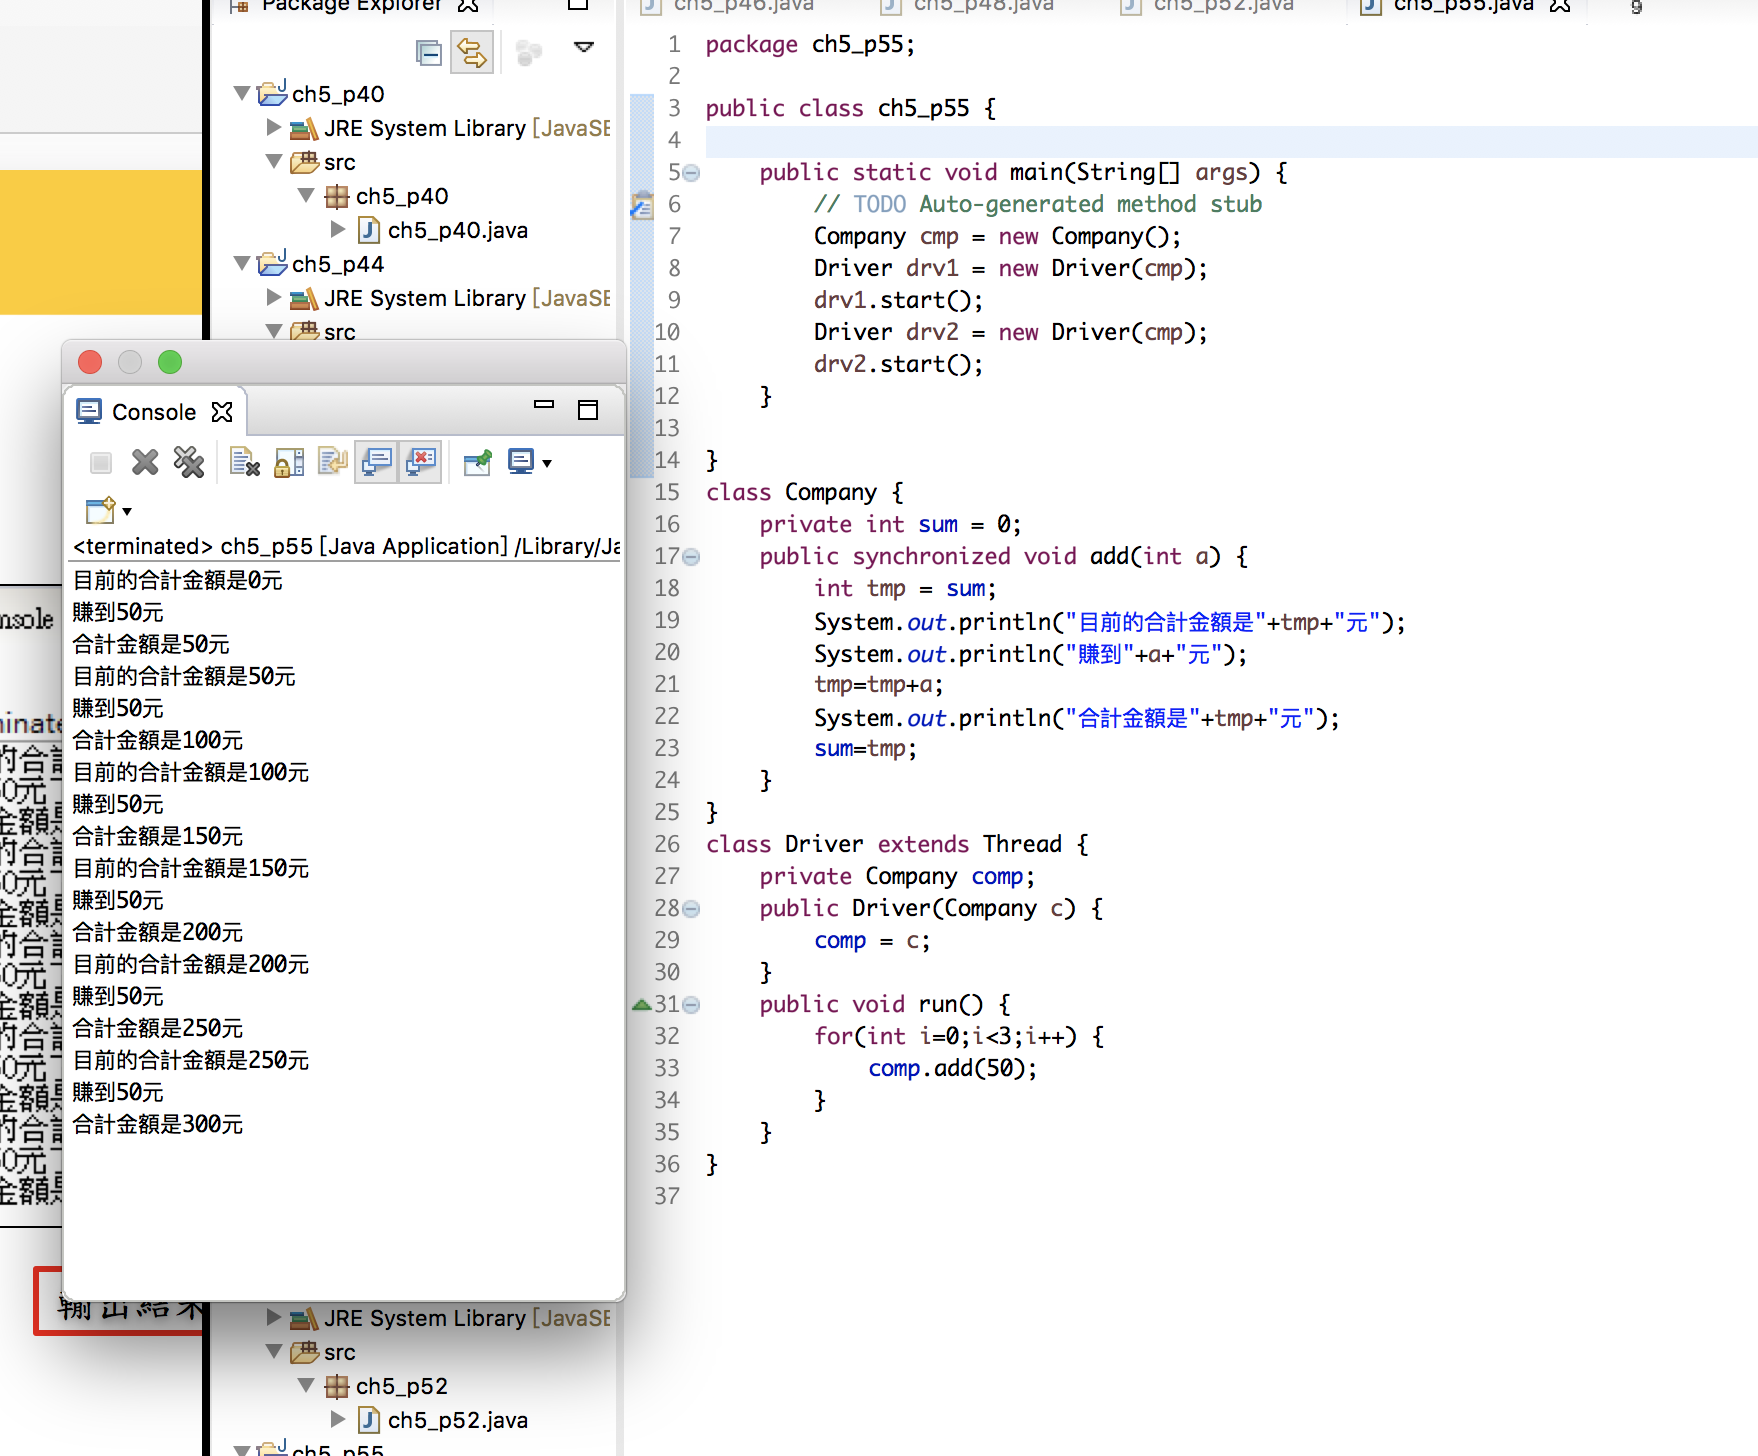 Package Explorer
ch5_p40
JRE System Library [JavaSE
src
ch5_p40
ch5_p40.java
ch5_p44
JRE System Library [JavaSE
src
Console
<terminated> ch5_p55 [Java Application] /Library/Ja
目前的合計金額是0元
賺到50元
合計金額是50元
目前的合計金額是50元
賺到50元
合計金額是100元
目前的合計金額是100元
賺到50元
合計金額是150元
目前的合計金額是150元
賺到50元
合計金額是200元
目前的合計金額是200元
賺到50元
合計金額是250元
目前的合計金額是250元
賺到50元
合計金額是300元
輸出結果
JRE System Library [JavaSE
src
ch5_p52
ch5_p52.java
ch5_p55
ch5_p46.java ch5_p48.java ch5_p52.java ch5_p55.java
1 package ch5_p55;
2
3 public class ch5_p55 {
4
5 public static void main(String[] args) {
6 // TODO Auto-generated method stub
7 Company cmp = new Company();
8 Driver drv1 = new Driver(cmp);
9 drv1.start();
10 Driver drv2 = new Driver(cmp);
11 drv2.start();
12 }
13
14 }
15 class Company {
16 private int sum = 0;
17 public synchronized void add(int a) {
18 int tmp = sum;
19 System.out.println("目前的合計金額是"+tmp+"元");
20 System.out.println("賺到"+a+"元");
21 tmp=tmp+a;
22 System.out.println("合計金額是"+tmp+"元");
23 sum=tmp;
24 }
25 }
26 class Driver extends Thread {
27 private Company comp;
28 public Driver(Company c) {
29 comp = c;
30 }
31 public void run() {
32 for(int i=0;i<3;i++) {
33 comp.add(50);
34 }
35 }
36 }
37